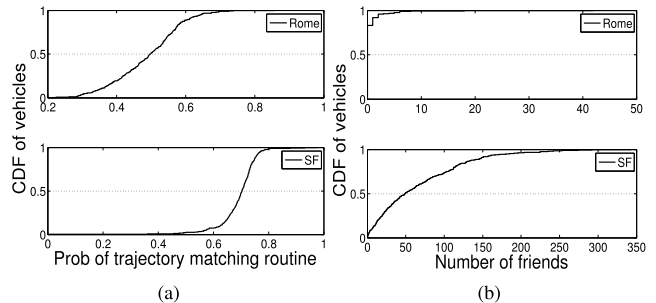 CDF of vehicles
1
0.5
0
Rome
0.2 0.4 0.6 0.8 1
1
0.5
0
SF
0 0.2 0.4 0.6 0.8 1
Prob of trajectory matching routine
(a)
CDF of vehicles
1
0.5
0
Rome
0 10 20 30 40 50
1
0.5
0
SF
0 50 100 150 200 250 300 350
Number of friends
(b)